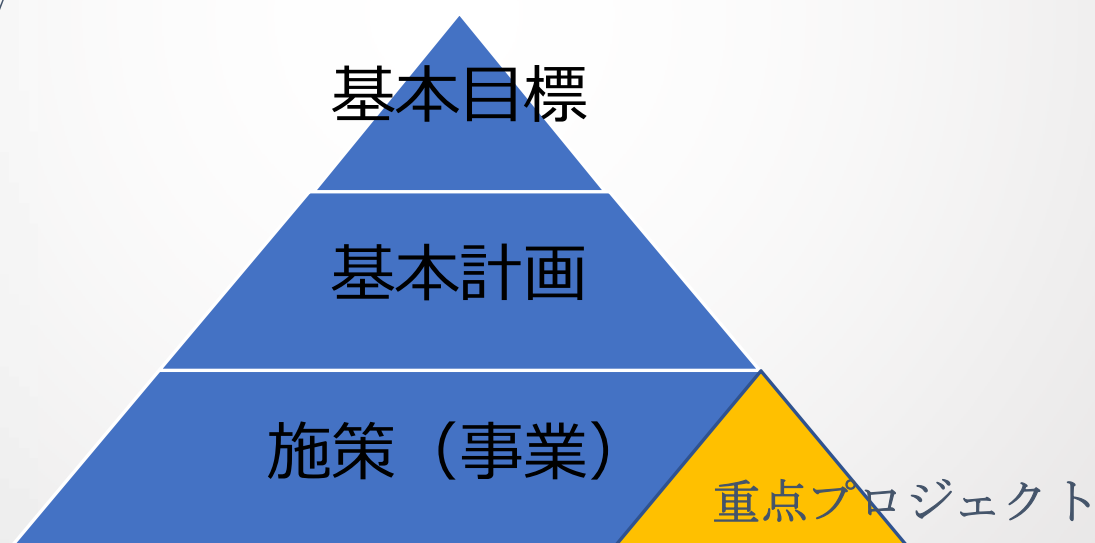 基本目標
基本計画
施策（事業）
重点プロジェクト